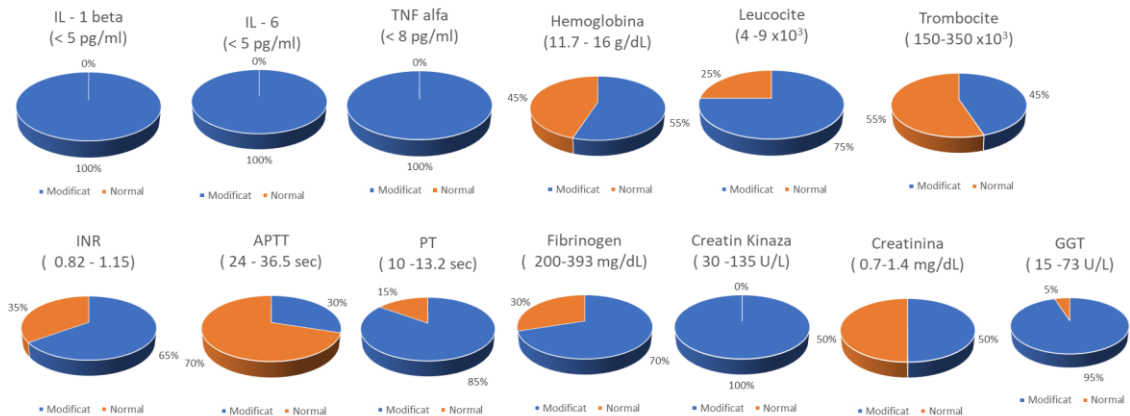 IL - 1 beta
(< 5 pg/ml)
0%
100%
Modificat Normal
IL - 6
(< 5 pg/ml)
0%
100%
Modificat Normal
TNF alfa
(< 8 pg/ml)
0%
100%
Modificat Normal
Hemoglobina
(11.7 - 16 g/dL)
45%
55%
Modificat Normal
Leucocite
(4 -9 x10³)
25%
75%
Modificat Normal
Trombocite
( 150-350 x10³)
45%
55%
Modificat Normal
INR
( 0.82 - 1.15)
35%
65%
Modificat Normal
APTT
( 24 - 36.5 sec)
30%
70%
Modificat Normal
PT
( 10 -13.2 sec)
15%
85%
Modificat Normal
Fibrinogen
( 200-393 mg/dL)
30%
70%
Modificat Normal
Creatin Kinaza
( 30 -135 U/L)
0%
100%
Modificat Normal
Creatinina
( 0.7-1.4 mg/dL)
50%
50%
Modificat Normal
GGT
( 15 -73 U/L)
5%
95%
Modificat Normal